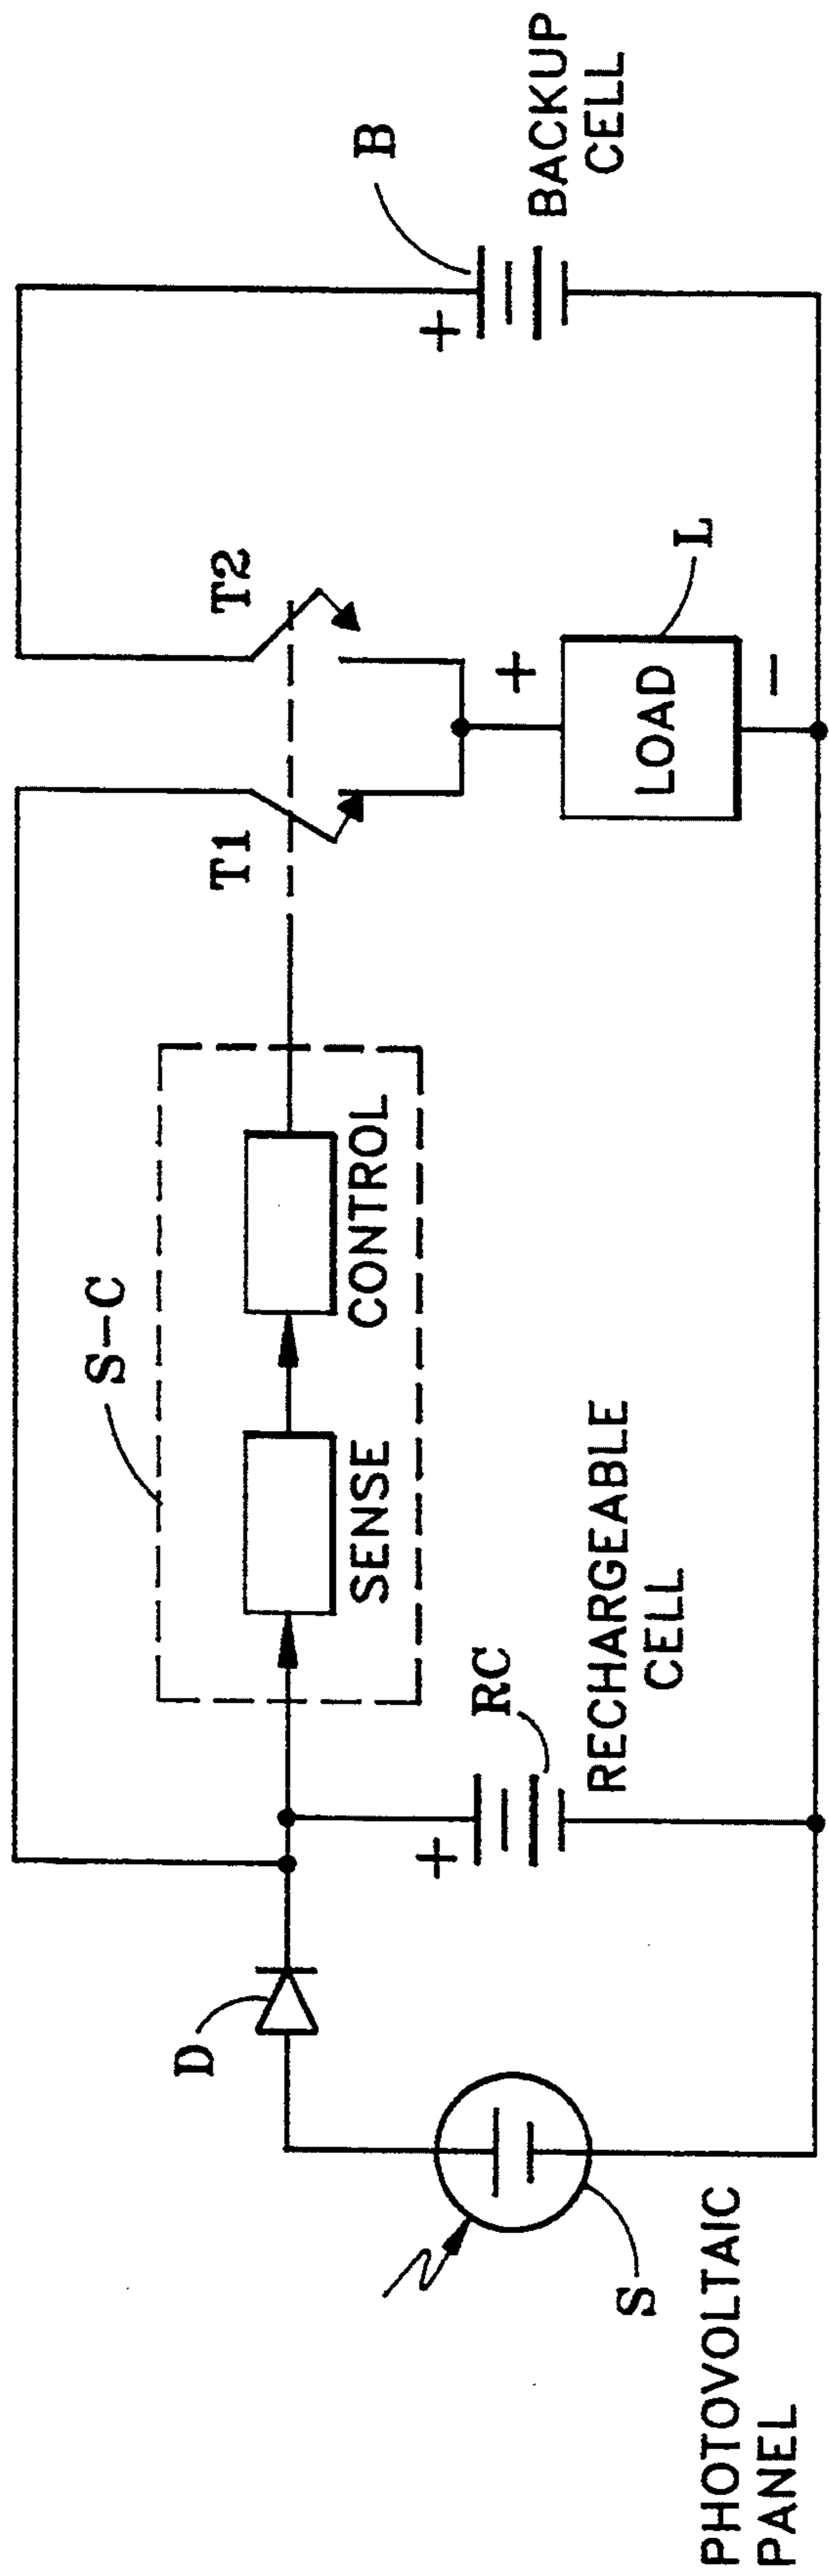 S-C
D
T1
T2
B
SENSE
CONTROL
+
RC
+
+
BACKUP
CELL
LOAD
L
-
S
RECHARGEABLE
CELL
PHOTOVOLTAIC
PANEL